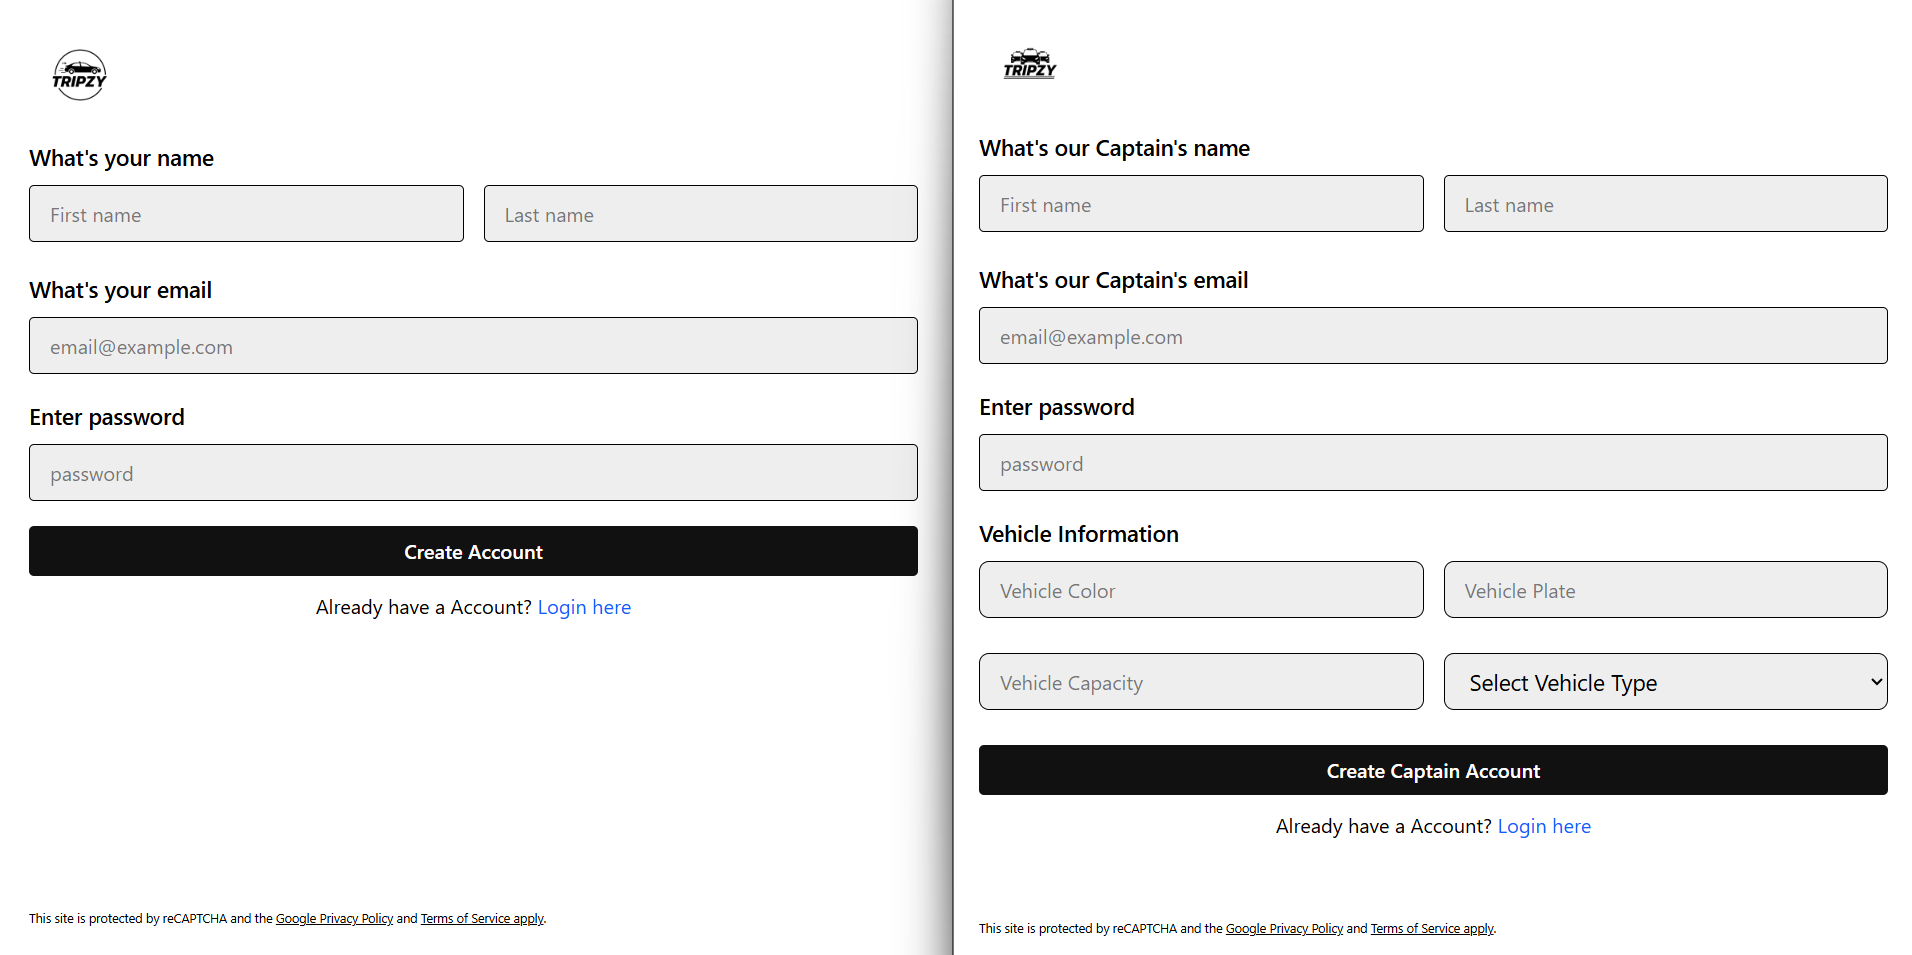 TRIPZY
What's your name
First name
Last name
What's your email
email@example.com
Enter password
password
Create Account
Already have a Account? Login here
This site is protected by reCAPTCHA and the Google Privacy Policy and Terms of Service apply.
TRIPZY
What's our Captain's name
First name
Last name
What's our Captain's email
email@example.com
Enter password
password
Vehicle Information
Vehicle Color
Vehicle Plate
Vehicle Capacity
Select Vehicle Type
Create Captain Account
Already have a Account? Login here
This site is protected by reCAPTCHA and the Google Privacy Policy and Terms of Service apply.